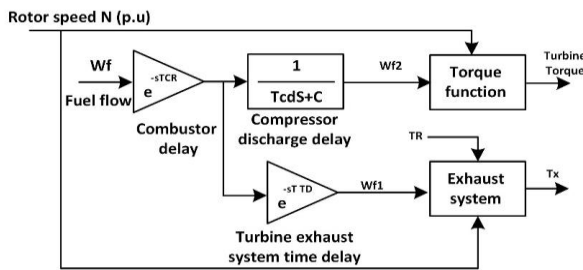 Rotor speed N (p.u)
Wf
Fuel flow
-sTCR
e
Combustor
delay
1
TcdS+C
Compressor
discharge delay
Wf2
Torque
function
Turbine
Torque
TR
-sT TD
e
Wf1
Exhaust
system
Tx
Turbine exhaust
system time delay